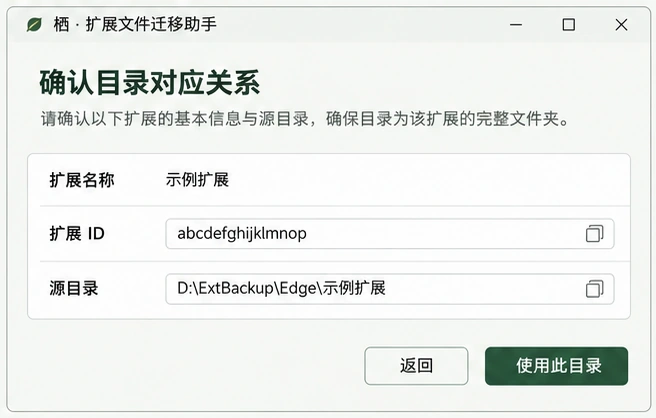 栖 · 扩展文件迁移助手
确认目录对应关系
请确认以下扩展的基本信息与源目录，确保目录为该扩展的完整文件夹。
扩展名称 示例扩展
扩展 ID abcdefghijklmnop
源目录 D:\ExtBackup\Edge\示例扩展
返回 使用此目录